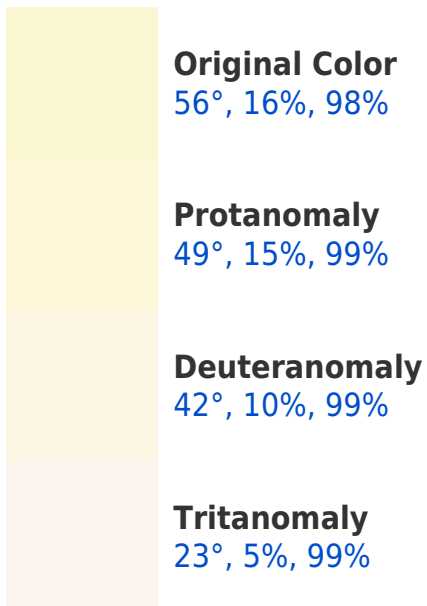 Original Color
56°, 16%, 98%
Protanomaly
49°, 15%, 99%
Deuteranomaly
42°, 10%, 99%
Tritanomaly
23°, 5%, 99%